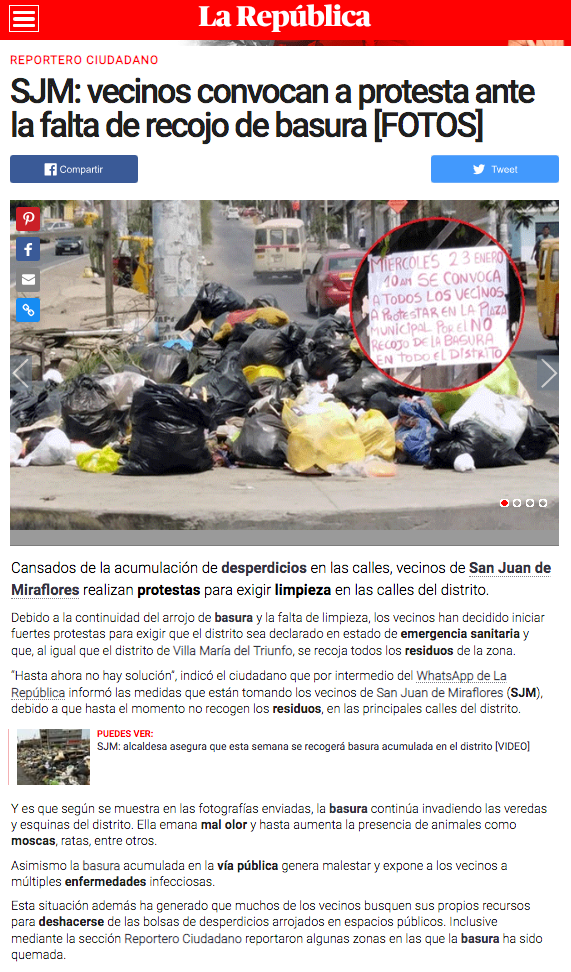 La República
REPORTERO CIUDADANO
SJM: vecinos convocan a protesta ante
la falta de recojo de basura [FOTOS]
Compartir
Tweet
MIERCOLES 23 ENERO
10AM SE CONVOCA
A TODOS LOS VECINOS
A PROTESTAR EN LA PLAZA
MUNICIPAL POR EL NO
RECOJO DE LA BASURA
EN TODO EL DISTRITO
Cansados de la acumulación de desperdicios en las calles, vecinos de San Juan de
Miraflores realizan protestas para exigir limpieza en las calles del distrito.
Debido a la continuidad del arrojo de basura y la falta de limpieza, los vecinos han decidido iniciar
fuertes protestas para exigir que el distrito sea declarado en estado de emergencia sanitaria y
que, al igual que el distrito de Villa María del Triunfo, se recoja todos los residuos de la zona.
"Hasta ahora no hay solución", indicó el ciudadano que por intermedio del WhatsApp de La
República informó las medidas que están tomando los vecinos de San Juan de Miraflores (SJM),
debido a que hasta el momento no recogen los residuos, en las principales calles del distrito.
PUEDES VER:
SJM: alcaldesa asegura que esta semana se recogerá basura acumulada en el distrito [VIDEO]
Y es que según se muestra en las fotografías enviadas, la basura continúa invadiendo las veredas
y esquinas del distrito. Ella emana mal olor y hasta aumenta la presencia de animales como
moscas, ratas, entre otros.
Asimismo la basura acumulada en la vía pública genera malestar y expone a los vecinos a
múltiples enfermedades infecciosas.
Esta situación además ha generado que muchos de los vecinos busquen sus propios recursos
para deshacerse de las bolsas de desperdicios arrojados en espacios públicos. Inclusive
mediante la sección Reportero Ciudadano reportaron algunas zonas en las que la basura ha sido
quemada.